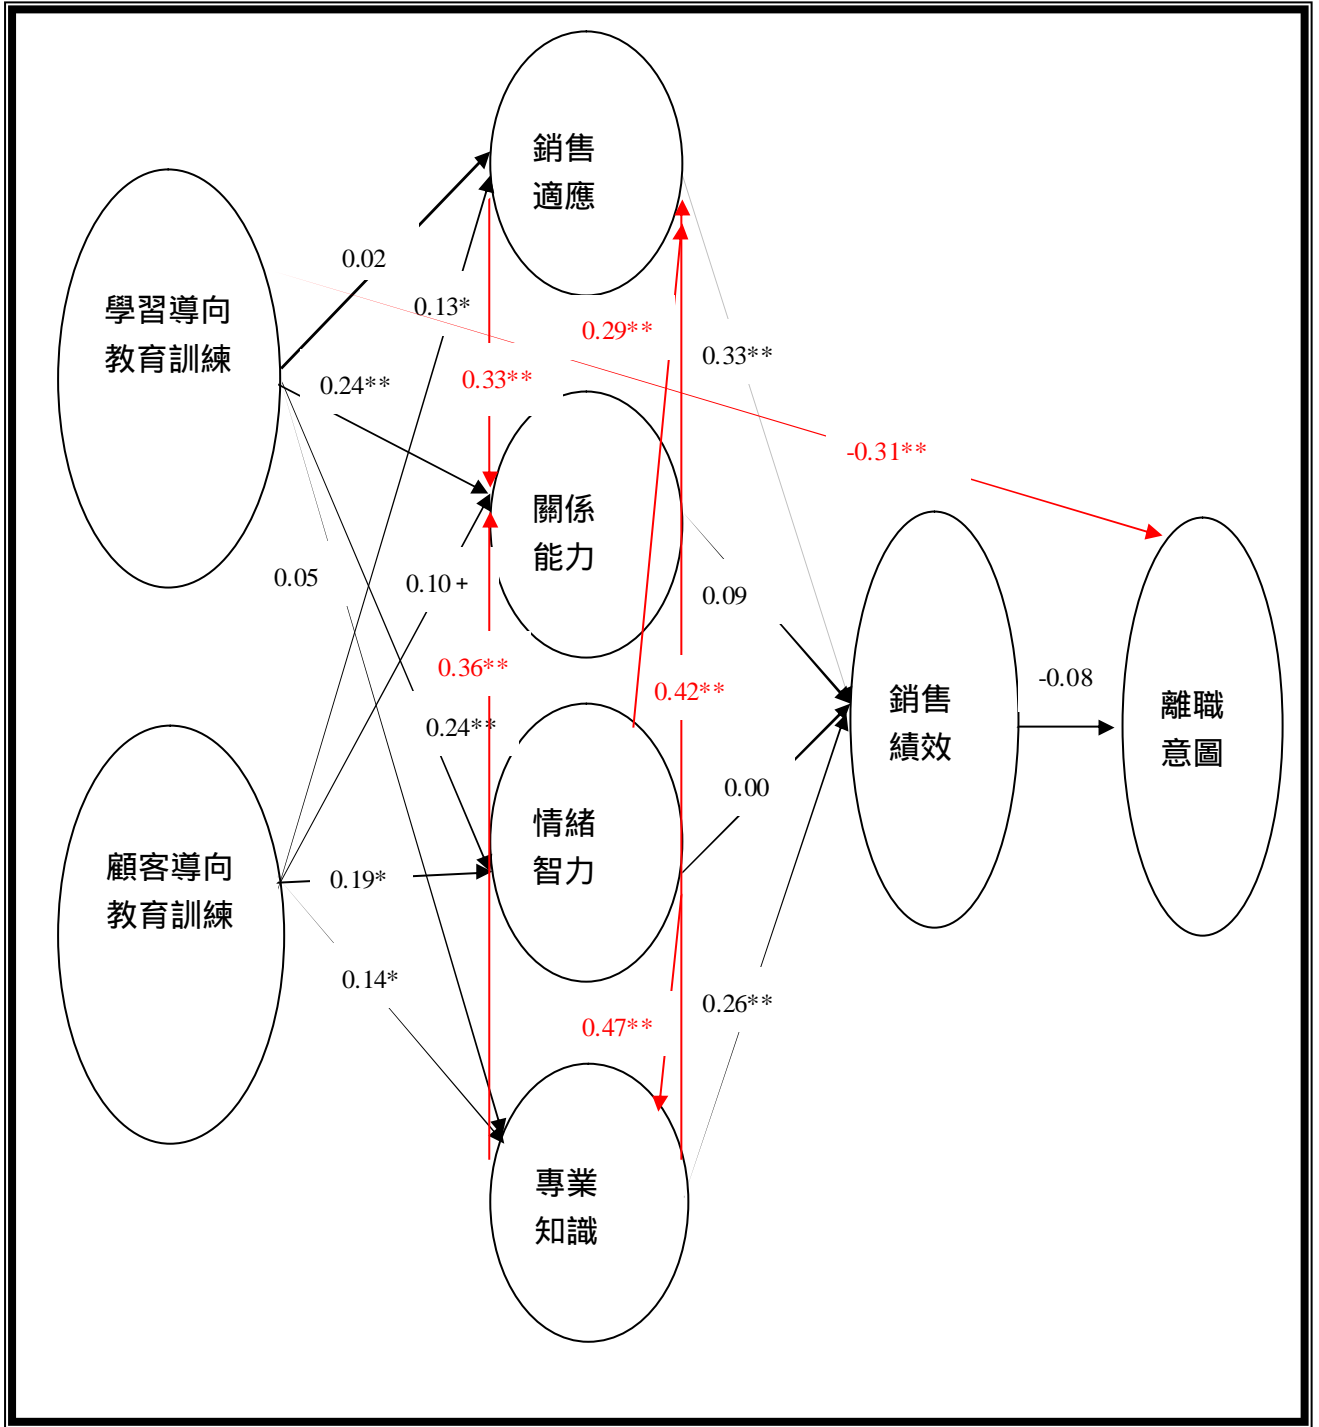 銷售
適應
0.02
學習導向
教育訓練
0.13*
0.29**
0.33**
0.33**
0.24**
-0.31**
關係
能力
0.05
0.10 +
0.09
0.36**
0.42**
-0.08
銷售
績效
離職
意圖
0.24**
0.00
情緒
智力
顧客導向
教育訓練
0.19*
0.14*
0.47**
0.26**
專業
知識